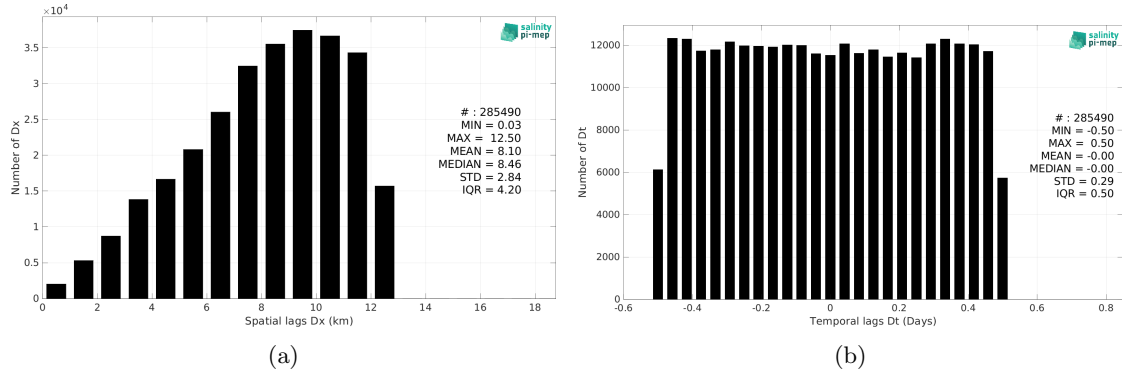 ×10⁴
salinity
pi-mep
3.5
3
2.5
2
1.5
1
0.5
0
Number of Dx
# : 285490
MIN = 0.03
MAX = 12.50
MEAN = 8.10
MEDIAN = 8.46
STD = 2.84
IQR = 4.20
0 2 4 6 8 10 12 14 16 18
Spatial lags Dx (km)
(a)
salinity
pi-mep
12000
10000
8000
6000
4000
2000
0
Number of Dt
# : 285490
MIN = -0.50
MAX = 0.50
MEAN = -0.00
MEDIAN = -0.00
STD = 0.29
IQR = 0.50
-0.6 -0.4 -0.2 0 0.2 0.4 0.6 0.8
Temporal lags Dt (Days)
(b)